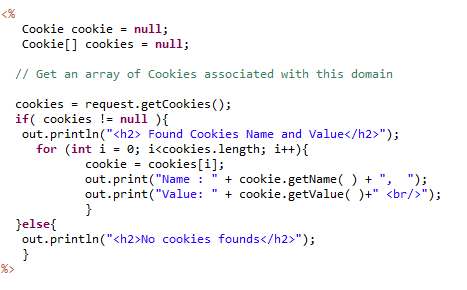 <%
Cookie cookie = null;
Cookie[] cookies = null;
// Get an array of Cookies associated with this domain
cookies = request.getCookies();
if( cookies != null ){
out.println("<h2> Found Cookies Name and Value</h2>");
for (int i = 0; i<cookies.length; i++){
cookie = cookies[i];
out.print("Name : " + cookie.getName( ) + ",  ");
out.print("Value: " + cookie.getValue( )+" <br/>");
}
}else{
out.println("<h2>No cookies founds</h2>");
}
%>